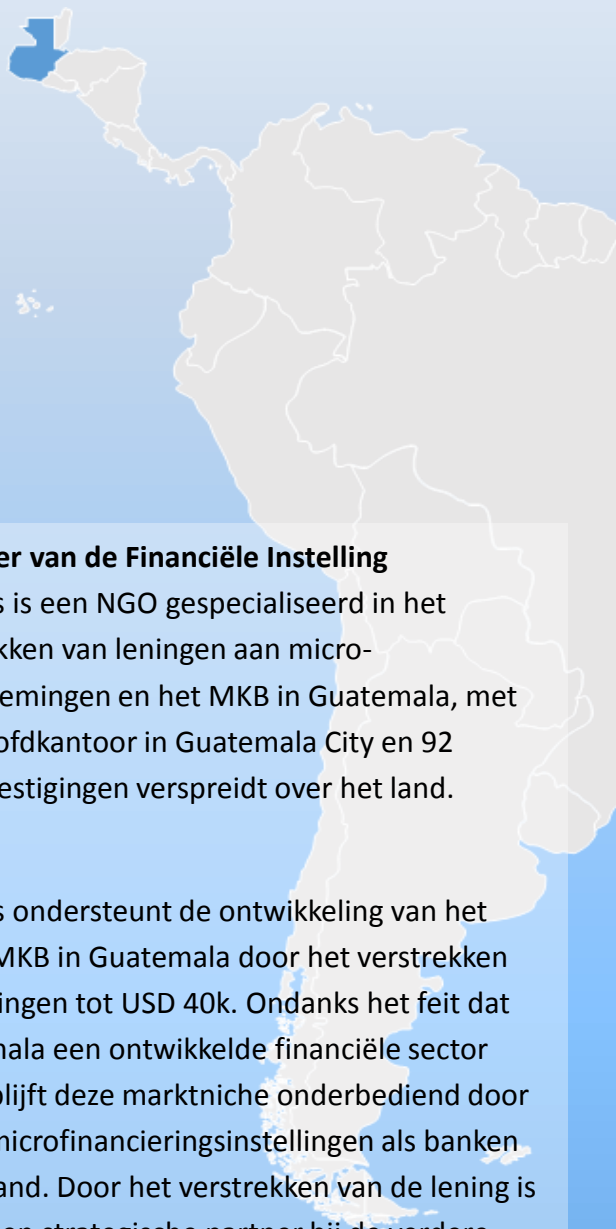 er van de Financiële Instelling
s is een NGO gespecialiseerd in het
kken van leningen aan micro-
emingen en het MKB in Guatemala, met
ofdkantoor in Guatemala City en 92
estigingen verspreidt over het land.
s ondersteunt de ontwikkeling van het
MKB in Guatemala door het verstrekken
ingen tot USD 40k. Ondanks het feit dat
nala een ontwikkelde financiële sector
olijft deze marktniche onderbediend door
microfinancieringsinstellingen als banken
and. Door het verstrekken van de lening is